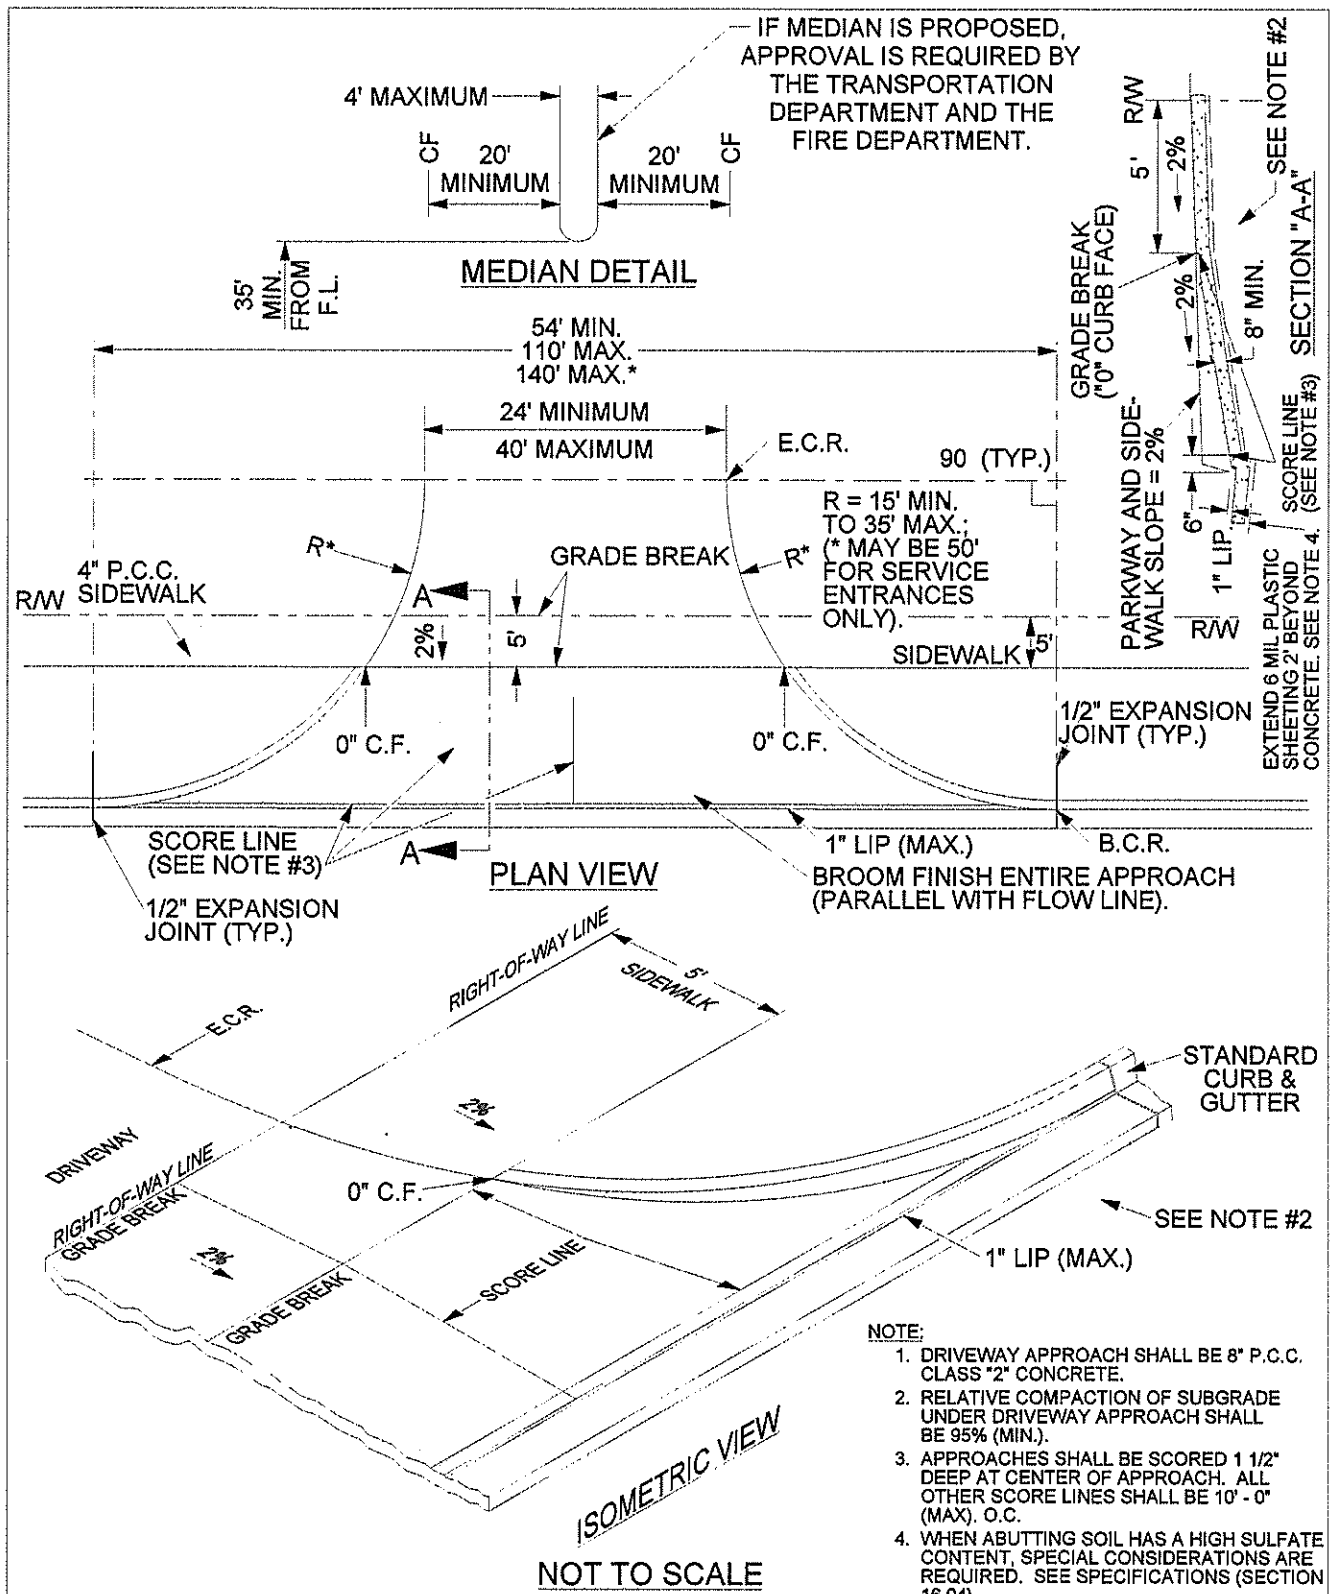 IF MEDIAN IS PROPOSED,
APPROVAL IS REQUIRED BY
THE TRANSPORTATION
DEPARTMENT AND THE
FIRE DEPARTMENT.
4' MAXIMUM
CF
20'
MINIMUM
20'
MINIMUM
CF
35'
MIN.
FROM
F.L.
MEDIAN DETAIL
R/W
SEE NOTE #2
5'
2%
GRADE BREAK
("0" CURB FACE)
2%
8" MIN.
SECTION "A-A"
PARKWAY AND SIDE-
WALK SLOPE = 2%
6"
1" LIP.
SCORE LINE
(SEE NOTE #3)
EXTEND 6 MIL PLASTIC
SHEETING 2' BEYOND
CONCRETE. SEE NOTE 4.
54' MIN.
110' MAX.
140' MAX.*
24' MINIMUM
40' MAXIMUM
E.C.R.
90 (TYP.)
R = 15' MIN.
TO 35' MAX.;
(* MAY BE 50'
FOR SERVICE
ENTRANCES
ONLY).
R*
GRADE BREAK
R*
4" P.C.C.
SIDEWALK
R/W
A
2%
5'
R/W
SIDEWALK
5'
0" C.F.
0" C.F.
1/2" EXPANSION
JOINT (TYP.)
SCORE LINE
(SEE NOTE #3)
A
1" LIP (MAX.)
B.C.R.
PLAN VIEW
BROOM FINISH ENTIRE APPROACH
(PARALLEL WITH FLOW LINE).
1/2" EXPANSION
JOINT (TYP.)
RIGHT-OF-WAY LINE
5'
SIDEWALK
E.C.R.
STANDARD
CURB &
GUTTER
2%
DRIVEWAY
RIGHT-OF-WAY LINE
GRADE BREAK
0" C.F.
SEE NOTE #2
2%
SCORE LINE
1" LIP (MAX.)
GRADE BREAK
ISOMETRIC VIEW
NOT TO SCALE
NOTE:
1. DRIVEWAY APPROACH SHALL BE 8" P.C.C.
CLASS "2" CONCRETE.
2. RELATIVE COMPACTION OF SUBGRADE
UNDER DRIVEWAY APPROACH SHALL
BE 95% (MIN.).
3. APPROACHES SHALL BE SCORED 1 1/2"
DEEP AT CENTER OF APPROACH. ALL
OTHER SCORE LINES SHALL BE 10' - 0"
(MAX). O.C.
4. WHEN ABUTTING SOIL HAS A HIGH SULFATE
CONTENT, SPECIAL CONSIDERATIONS ARE
REQUIRED. SEE SPECIFICATIONS (SECTION